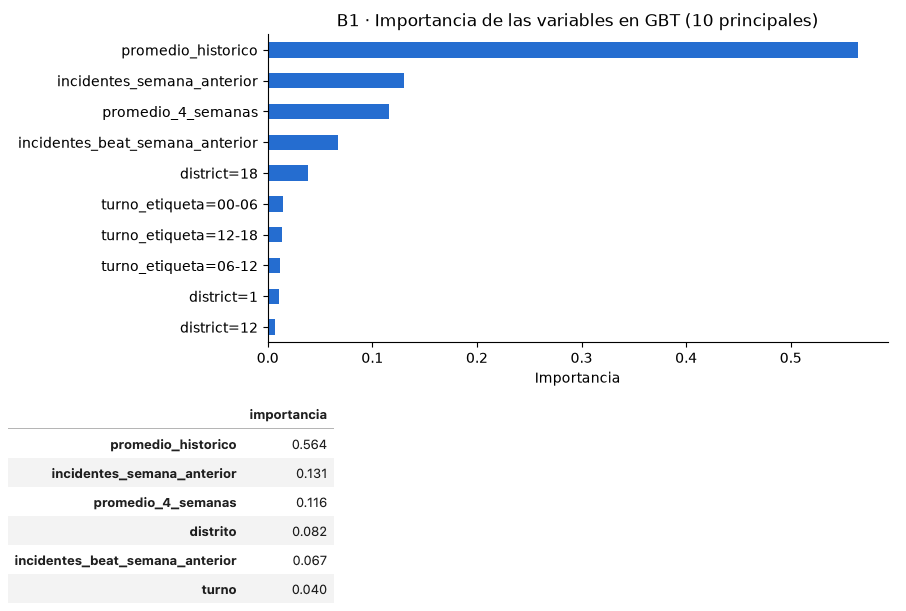 B1 · Importancia de las variables en GBT (10 principales)
promedio_historico
incidentes_semana_anterior
promedio_4_semanas
incidentes_beat_semana_anterior
district=18
turno_etiqueta=00-06
turno_etiqueta=12-18
turno_etiqueta=06-12
district=1
district=12
0.0 0.1 0.2 0.3 0.4 0.5
Importancia
importancia
promedio_historico 0.564
incidentes_semana_anterior 0.131
promedio_4_semanas 0.116
distrito 0.082
incidentes_beat_semana_anterior 0.067
turno 0.040